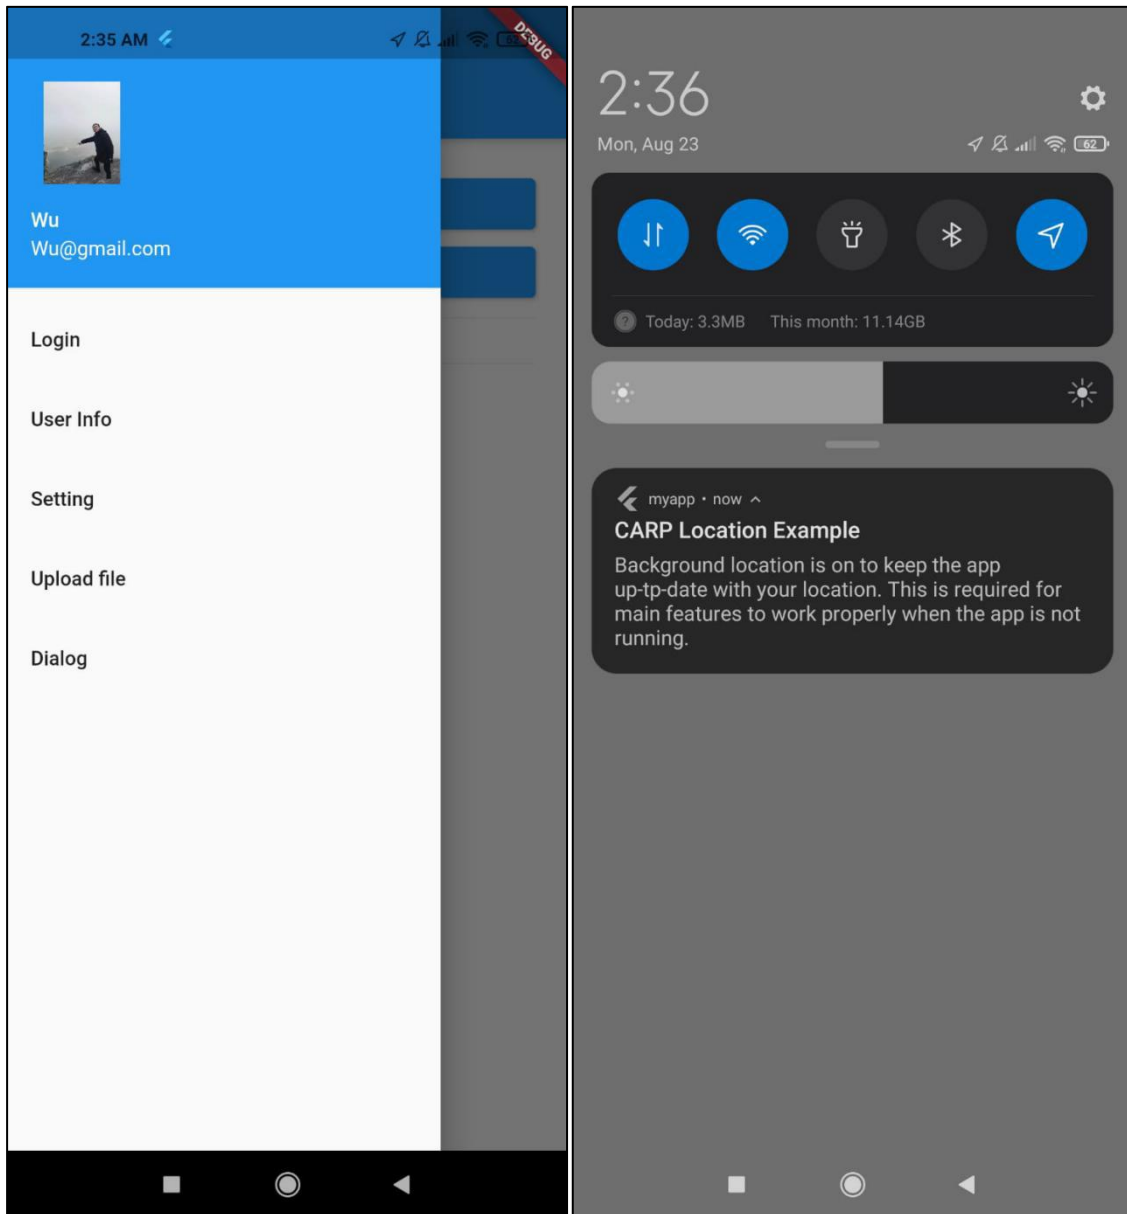 2:35 AM
DEBUG
Wu
Wu@gmail.com
Login
User Info
Setting
Upload file
Dialog
2:36
Mon, Aug 23
62
Today: 3.3MB This month: 11.14GB
myapp • now
CARP Location Example
Background location is on to keep the app
up-tp-date with your location. This is required for
main features to work properly when the app is not
running.